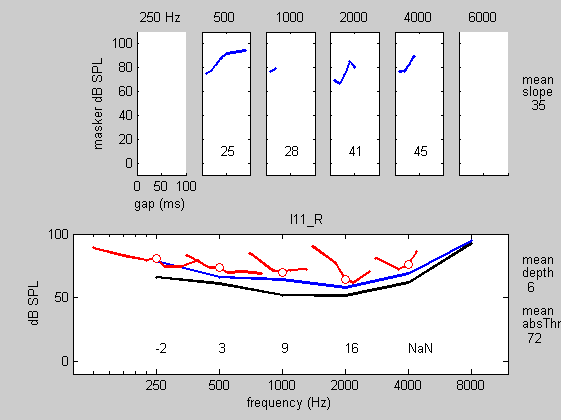 250 Hz 500 1000 2000 4000 6000
masker dB SPL
100
80
60
40
20
0
25 28 41 45
mean
slope
35
0 50 100
gap (ms)
I11_R
dB SPL
100
50
0
-2 3 9 16 NaN
mean
depth
6
mean
absThr
72
250 500 1000 2000 4000 8000
frequency (Hz)